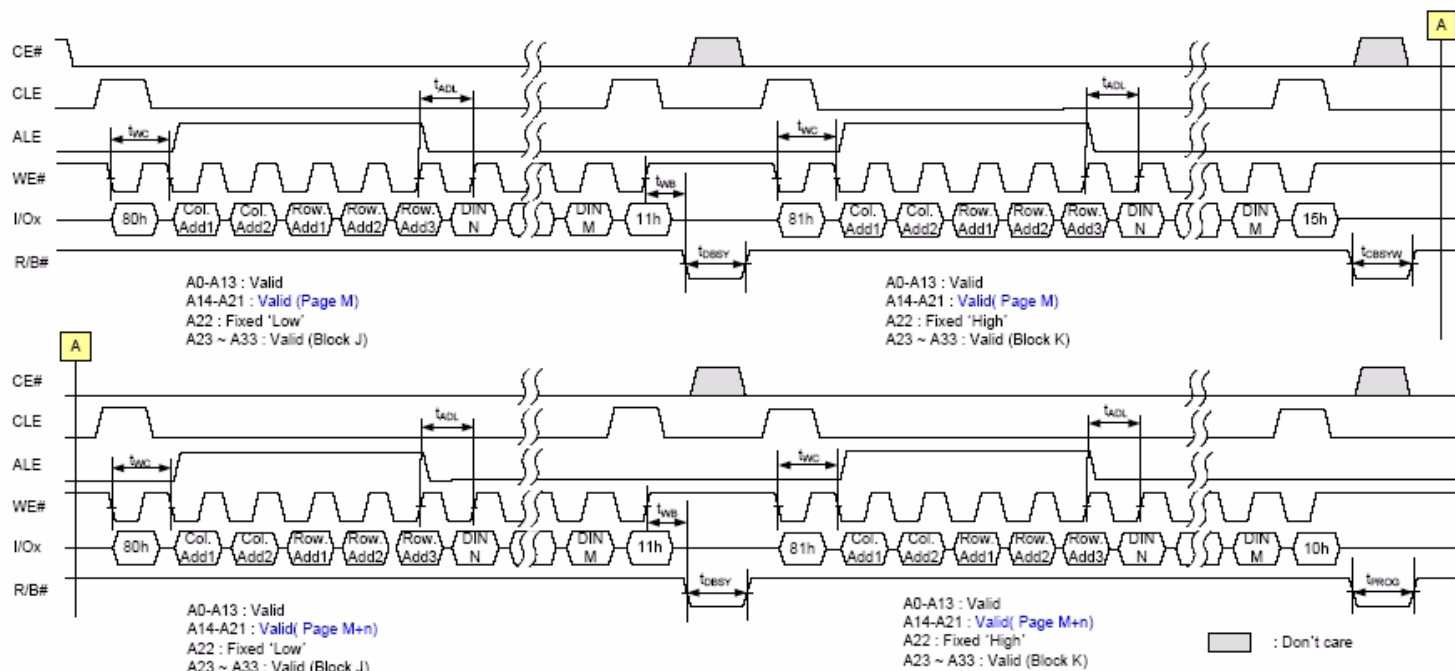 A
CE#
CLE
tADL
tADL
ALE
tWC
tWC
WE#
tWB
I/Ox
80h
Col. Add1
Col. Add2
Row. Add1
Row. Add2
Row. Add3
DIN N
DIN M
11h
81h
Col. Add1
Col. Add2
Row. Add1
Row. Add2
Row. Add3
DIN N
DIN M
15h
R/B#
tDBSY
tCBSYW
A0-A13 : Valid
A14-A21 : Valid (Page M)
A22 : Fixed 'Low'
A23 ~ A33 : Valid (Block J)
A0-A13 : Valid
A14-A21 : Valid( Page M)
A22 : Fixed 'High'
A23 ~ A33 : Valid (Block K)
A
CE#
CLE
tADL
tADL
ALE
tWC
tWC
WE#
tWB
I/Ox
80h
Col. Add1
Col. Add2
Row. Add1
Row. Add2
Row. Add3
DIN N
DIN M
11h
81h
Col. Add1
Col. Add2
Row. Add1
Row. Add2
Row. Add3
DIN N
DIN M
10h
R/B#
tDBSY
tPROG
A0-A13 : Valid
A14-A21 : Valid( Page M+n)
A22 : Fixed 'Low'
A23 ~ A33 : Valid (Block J)
A0-A13 : Valid
A14-A21 : Valid( Page M+n)
A22 : Fixed 'High'
A23 ~ A33 : Valid (Block K)
: Don't care